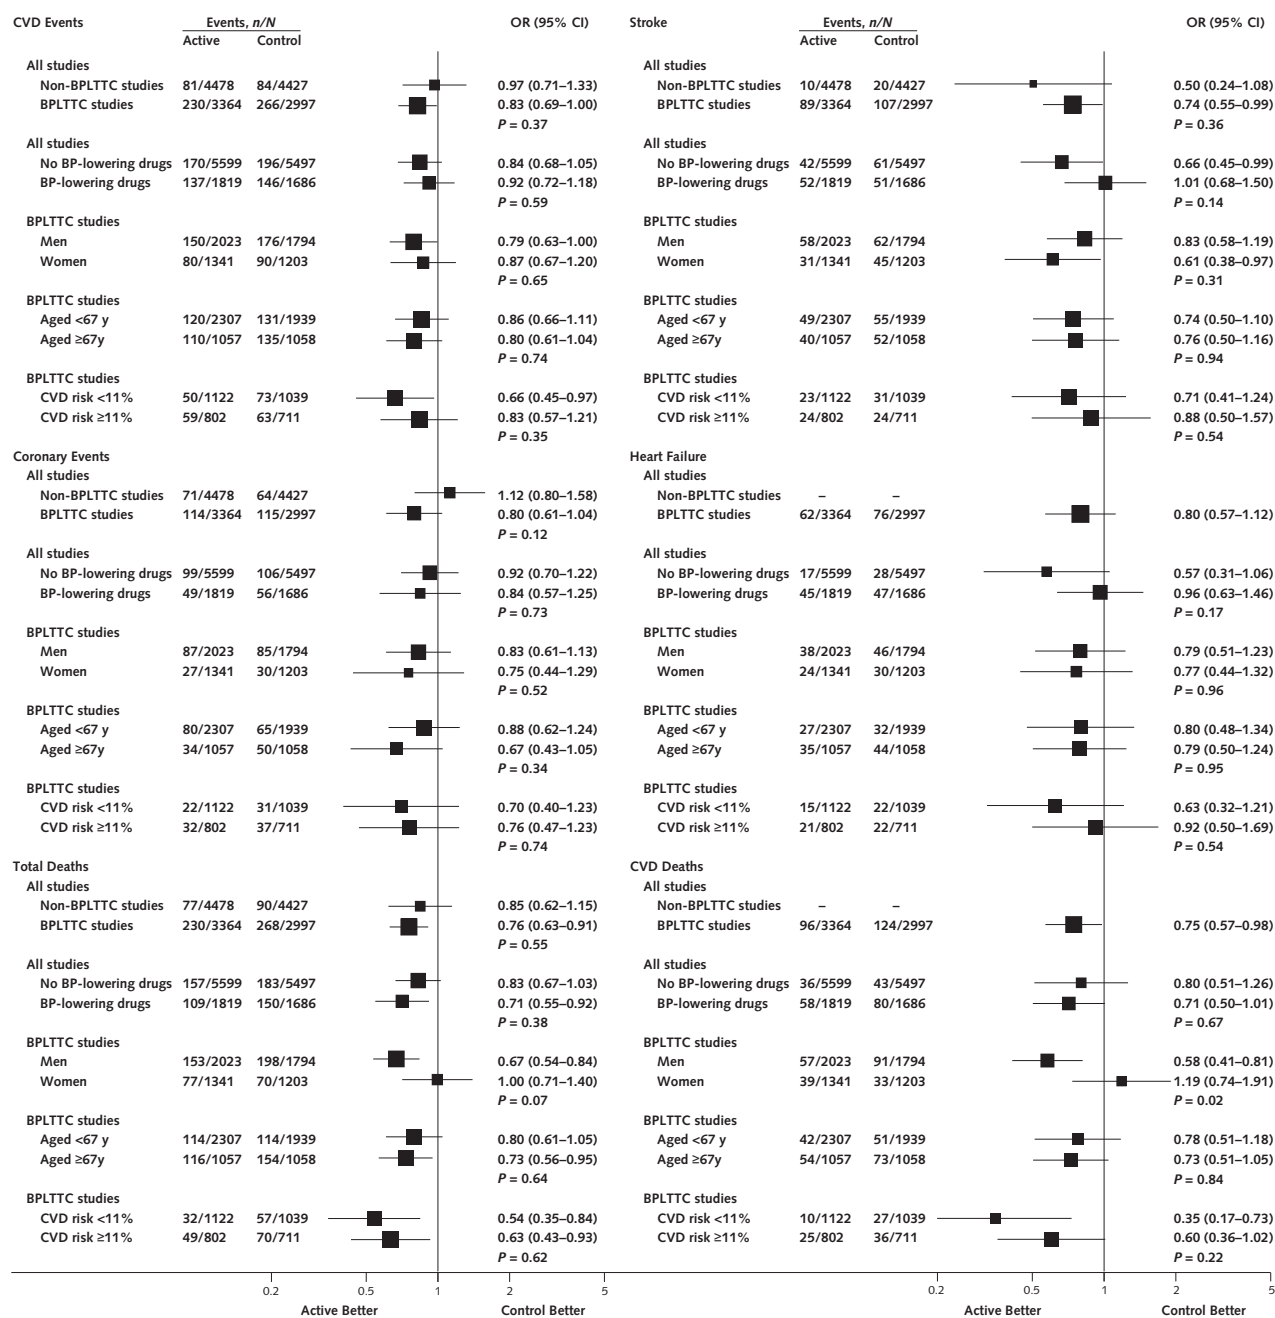 CVD Events Events, n/N OR (95% CI)
Active Control
All studies
Non-BPLTTC studies 81/4478 84/4427 0.97 (0.71–1.33)
BPLTTC studies 230/3364 266/2997 0.83 (0.69–1.00)
P = 0.37
All studies
No BP-lowering drugs 170/5599 196/5497 0.84 (0.68–1.05)
BP-lowering drugs 137/1819 146/1686 0.92 (0.72–1.18)
P = 0.59
BPLTTC studies
Men 150/2023 176/1794 0.79 (0.63–1.00)
Women 80/1341 90/1203 0.87 (0.67–1.20)
P = 0.65
BPLTTC studies
Aged <67 y 120/2307 131/1939 0.86 (0.66–1.11)
Aged ≥67y 110/1057 135/1058 0.80 (0.61–1.04)
P = 0.74
BPLTTC studies
CVD risk <11% 50/1122 73/1039 0.66 (0.45–0.97)
CVD risk ≥11% 59/802 63/711 0.83 (0.57–1.21)
P = 0.35
Coronary Events
All studies
Non-BPLTTC studies 71/4478 64/4427 1.12 (0.80–1.58)
BPLTTC studies 114/3364 115/2997 0.80 (0.61–1.04)
P = 0.12
All studies
No BP-lowering drugs 99/5599 106/5497 0.92 (0.70–1.22)
BP-lowering drugs 49/1819 56/1686 0.84 (0.57–1.25)
P = 0.73
BPLTTC studies
Men 87/2023 85/1794 0.83 (0.61–1.13)
Women 27/1341 30/1203 0.75 (0.44–1.29)
P = 0.52
BPLTTC studies
Aged <67 y 80/2307 65/1939 0.88 (0.62–1.24)
Aged ≥67y 34/1057 50/1058 0.67 (0.43–1.05)
P = 0.34
BPLTTC studies
CVD risk <11% 22/1122 31/1039 0.70 (0.40–1.23)
CVD risk ≥11% 32/802 37/711 0.76 (0.47–1.23)
P = 0.74
Total Deaths
All studies
Non-BPLTTC studies 77/4478 90/4427 0.85 (0.62–1.15)
BPLTTC studies 230/3364 268/2997 0.76 (0.63–0.91)
P = 0.55
All studies
No BP-lowering drugs 157/5599 183/5497 0.83 (0.67–1.03)
BP-lowering drugs 109/1819 150/1686 0.71 (0.55–0.92)
P = 0.38
BPLTTC studies
Men 153/2023 198/1794 0.67 (0.54–0.84)
Women 77/1341 70/1203 1.00 (0.71–1.40)
P = 0.07
BPLTTC studies
Aged <67 y 114/2307 114/1939 0.80 (0.61–1.05)
Aged ≥67y 116/1057 154/1058 0.73 (0.56–0.95)
P = 0.64
BPLTTC studies
CVD risk <11% 32/1122 57/1039 0.54 (0.35–0.84)
CVD risk ≥11% 49/802 70/711 0.63 (0.43–0.93)
P = 0.62
0.2 0.5 1 2 5
Active Better Control Better
Stroke Events, n/N OR (95% CI)
Active Control
All studies
Non-BPLTTC studies 10/4478 20/4427 0.50 (0.24–1.08)
BPLTTC studies 89/3364 107/2997 0.74 (0.55–0.99)
P = 0.36
All studies
No BP-lowering drugs 42/5599 61/5497 0.66 (0.45–0.99)
BP-lowering drugs 52/1819 51/1686 1.01 (0.68–1.50)
P = 0.14
BPLTTC studies
Men 58/2023 62/1794 0.83 (0.58–1.19)
Women 31/1341 45/1203 0.61 (0.38–0.97)
P = 0.31
BPLTTC studies
Aged <67 y 49/2307 55/1939 0.74 (0.50–1.10)
Aged ≥67y 40/1057 52/1058 0.76 (0.50–1.16)
P = 0.94
BPLTTC studies
CVD risk <11% 23/1122 31/1039 0.71 (0.41–1.24)
CVD risk ≥11% 24/802 24/711 0.88 (0.50–1.57)
P = 0.54
Heart Failure
All studies
Non-BPLTTC studies – –
BPLTTC studies 62/3364 76/2997 0.80 (0.57–1.12)
All studies
No BP-lowering drugs 17/5599 28/5497 0.57 (0.31–1.06)
BP-lowering drugs 45/1819 47/1686 0.96 (0.63–1.46)
P = 0.17
BPLTTC studies
Men 38/2023 46/1794 0.79 (0.51–1.23)
Women 24/1341 30/1203 0.77 (0.44–1.32)
P = 0.96
BPLTTC studies
Aged <67 y 27/2307 32/1939 0.80 (0.48–1.34)
Aged ≥67y 35/1057 44/1058 0.79 (0.50–1.24)
P = 0.95
BPLTTC studies
CVD risk <11% 15/1122 22/1039 0.63 (0.32–1.21)
CVD risk ≥11% 21/802 22/711 0.92 (0.50–1.69)
P = 0.54
CVD Deaths
All studies
Non-BPLTTC studies – –
BPLTTC studies 96/3364 124/2997 0.75 (0.57–0.98)
All studies
No BP-lowering drugs 36/5599 43/5497 0.80 (0.51–1.26)
BP-lowering drugs 58/1819 80/1686 0.71 (0.50–1.01)
P = 0.67
BPLTTC studies
Men 57/2023 91/1794 0.58 (0.41–0.81)
Women 39/1341 33/1203 1.19 (0.74–1.91)
P = 0.02
BPLTTC studies
Aged <67 y 42/2307 51/1939 0.78 (0.51–1.18)
Aged ≥67y 54/1057 73/1058 0.73 (0.51–1.05)
P = 0.84
BPLTTC studies
CVD risk <11% 10/1122 27/1039 0.35 (0.17–0.73)
CVD risk ≥11% 25/802 36/711 0.60 (0.36–1.02)
P = 0.22
0.2 0.5 1 2 5
Active Better Control Better